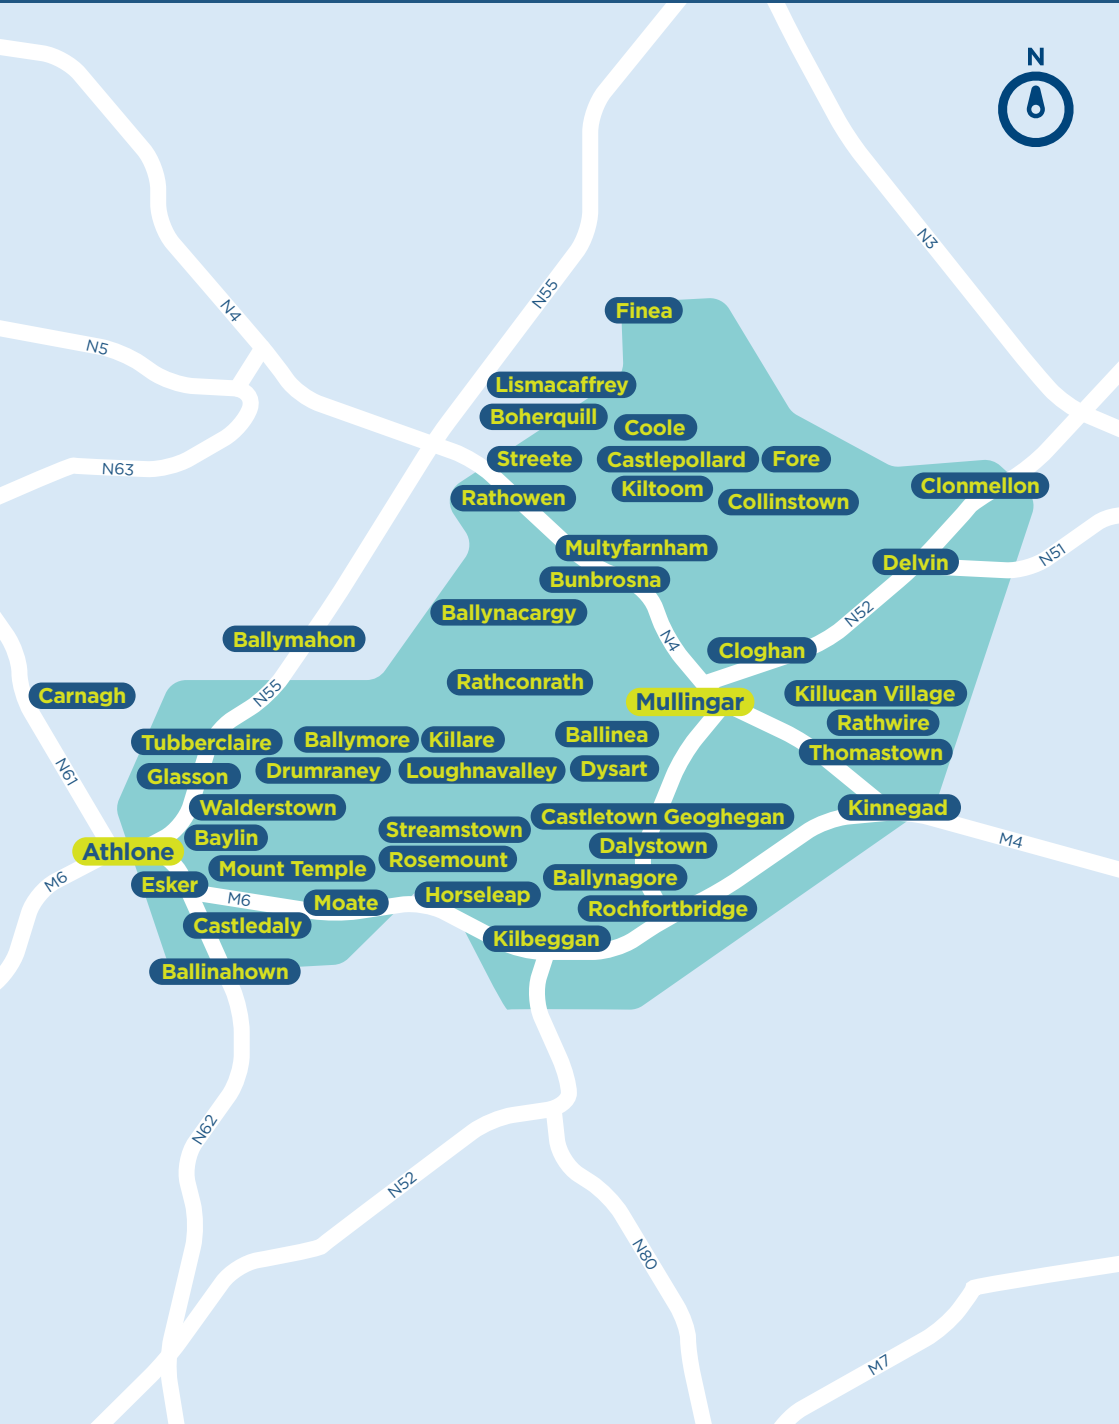 N
N3
N55
Finea
N4
N5
Lismacaffrey
Boherquill
Coole
Streete
Castlepollard
Fore
N63
Rathowen
Kiltoom
Collinstown
Clonmellon
Multyfarnham
Delvin
N51
Bunbrosna
Ballynacargy
N52
Ballymahon
N4
Cloghan
Carnagh
N55
Rathconrath
Mullingar
Killucan Village
Rathwire
Tubberclaire
Ballymore
Killare
Ballinea
Thomastown
N61
Glasson
Drumraney
Loughnavalley
Dysart
Walderstown
Castletown Geoghegan
Kinnegad
Baylin
Streamstown
Dalystown
M4
Athlone
Mount Temple
Rosemount
M6
Esker
M6
Moate
Horseleap
Ballynagore
Rochfortbridge
Castledaly
Kilbeggan
Ballinahown
N62
N52
N80
M7